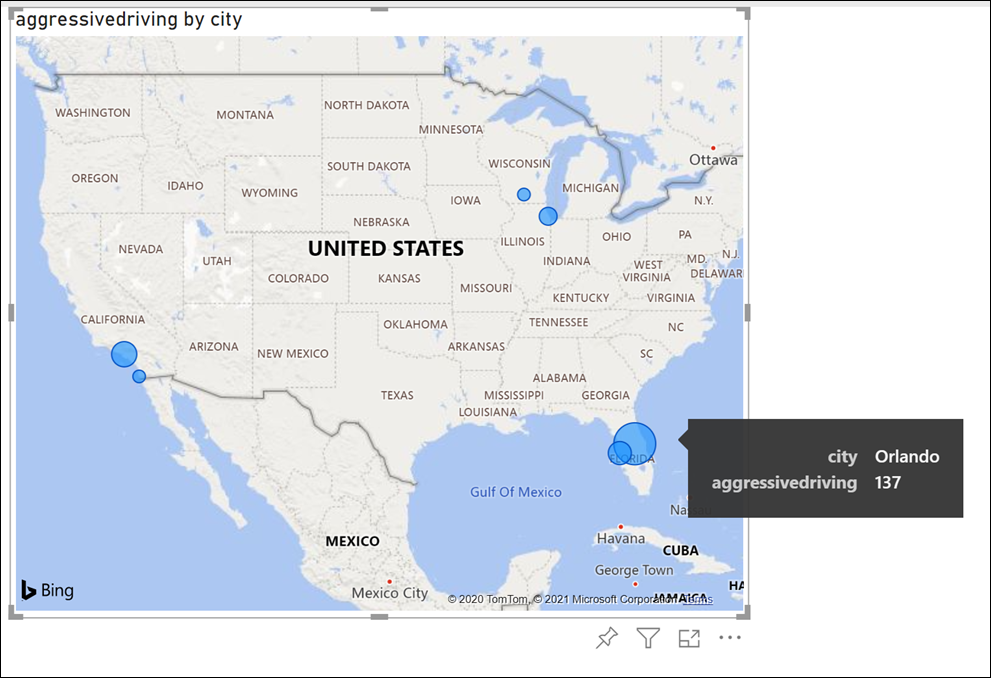 aggressivedriving by city
WASHINGTON
MONTANA
NORTH DAKOTA
MINNESOTA
Ottawa
OREGON
IDAHO
SOUTH DAKOTA
WISCONSIN
MICHIGAN
WYOMING
IOWA
N.Y.
NEBRASKA
NEVADA
UTAH
UNITED STATES
ILLINOIS
OHIO
PA
COLORADO
KANSAS
INDIANA
WEST
VIRGINIA
MD.
N.J.
DELAWAR
MISSOURI
KENTUCKY
VIRGINIA
CALIFORNIA
OKLAHOMA
TENNESSEE
NC
ARIZONA
NEW MEXICO
ARKANSAS
SC
ALABAMA
TEXAS
MISSISSIPPI
GEORGIA
LOUISIANA
FLORIDA
city Orlando
aggressivedriving 137
Gulf Of Mexico
Nas
MEXICO
Havana
CUBA
George Town
Bing
Mexico City
HA
© 2020 TomTom, © 2021 Microsoft Corporation Terms
JAMAICA